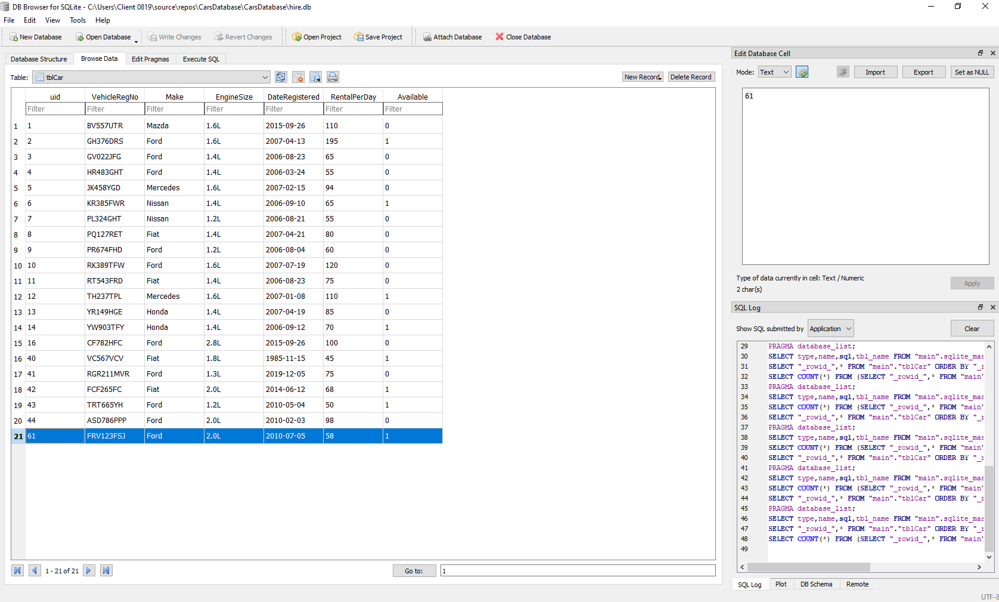 DB Browser for SQLite - C:\Users\Client 0819\source\repos\CarsDatabase\CarsDatabase\hire.db
File Edit View Tools Help
New Database Open Database Write Changes Revert Changes Open Project Save Project Attach Database Close Database
Database Structure Browse Data Edit Pragmas Execute SQL
Table: tblCar New Record Delete Record
uid VehicleRegNo Make EngineSize DateRegistered RentalPerDay Available
Filter Filter Filter Filter Filter Filter Filter
1 1 BV557UTR Mazda 1.6L 2015-09-26 110 0
2 2 GH376DRS Ford 1.6L 2007-04-13 195 1
3 3 GV022JFG Ford 1.4L 2006-08-23 65 0
4 4 HR483GHT Ford 1.4L 2006-03-24 55 0
5 5 JK458YGD Mercedes 1.6L 2007-02-15 94 0
6 6 KR385FWR Nissan 1.4L 2006-09-10 65 1
7 7 PL324GHT Nissan 1.2L 2006-08-21 55 0
8 8 PQ127RET Fiat 1.4L 2007-04-21 80 0
9 9 PR674FHD Ford 1.2L 2006-08-04 60 0
10 10 RK389TFW Ford 1.6L 2007-07-19 120 0
11 11 RT543FRD Fiat 1.4L 2006-08-23 75 0
12 12 TH237TPL Mercedes 1.6L 2007-01-08 110 1
13 13 YR149HGE Honda 1.4L 2007-04-19 85 0
14 14 YW903TFY Honda 1.4L 2006-09-12 70 1
15 16 CF782HFC Ford 2.8L 2015-09-26 100 0
16 40 VC567VCV Fiat 1.8L 1985-11-15 45 1
17 41 RGR211MVR Ford 1.3L 2019-12-05 75 0
18 42 FCF265FC Fiat 2.0L 2014-06-12 68 1
19 43 TRT665YH Ford 1.2L 2010-05-04 50 1
20 44 ASD786PPP Ford 2.0L 2010-02-03 98 0
21 61 FRV123FSJ Ford 2.0L 2010-07-05 58 1
1 - 21 of 21 Go to: 1
Edit Database Cell
Mode: Text Import Export Set as NULL
61
Type of data currently in cell: Text / Numeric
2 char(s)
Apply
SQL Log
Show SQL submitted by Application Clear
29 PRAGMA database_list;
30 SELECT type,name,sql,tbl_name FROM "main".sqlite_mas
31 SELECT "_rowid_",* FROM "main"."tblCar" ORDER BY "_r
32 SELECT COUNT(*) FROM (SELECT "_rowid_",* FROM "main"
33 PRAGMA database_list;
34 SELECT type,name,sql,tbl_name FROM "main".sqlite_mas
35 SELECT COUNT(*) FROM (SELECT "_rowid_",* FROM "main"
36 SELECT "_rowid_",* FROM "main"."tblCar" ORDER BY "_r
37 PRAGMA database_list;
38 SELECT type,name,sql,tbl_name FROM "main".sqlite_mas
39 SELECT COUNT(*) FROM (SELECT "_rowid_",* FROM "main"
40 SELECT "_rowid_",* FROM "main"."tblCar" ORDER BY "_r
41 PRAGMA database_list;
42 SELECT type,name,sql,tbl_name FROM "main".sqlite_mas
43 SELECT COUNT(*) FROM (SELECT "_rowid_",* FROM "main"
44 SELECT "_rowid_",* FROM "main"."tblCar" ORDER BY "_r
45 PRAGMA database_list;
46 SELECT type,name,sql,tbl_name FROM "main".sqlite_mas
47 SELECT "_rowid_",* FROM "main"."tblCar" ORDER BY "_r
48 SELECT COUNT(*) FROM (SELECT "_rowid_",* FROM "main"
49
SQL Log Plot DB Schema Remote
UTF-8